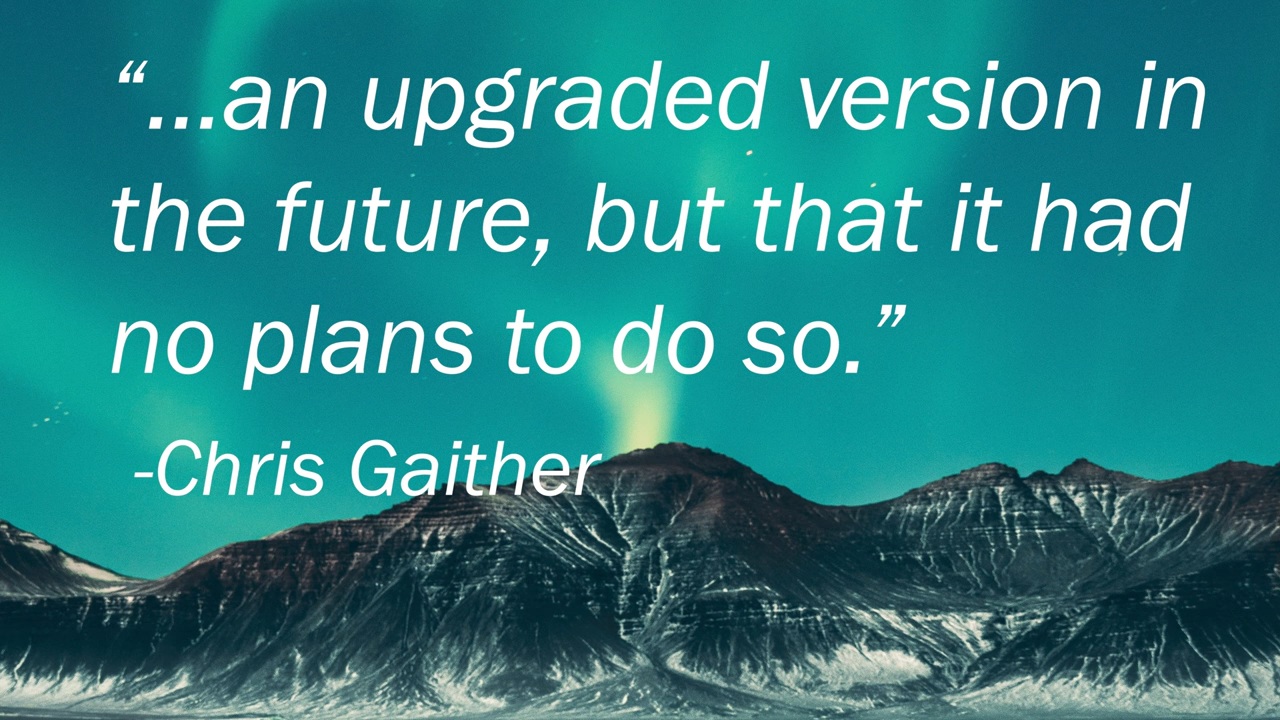 “...an upgraded version in
the future, but that it had
no plans to do so.”
-Chris Gaither